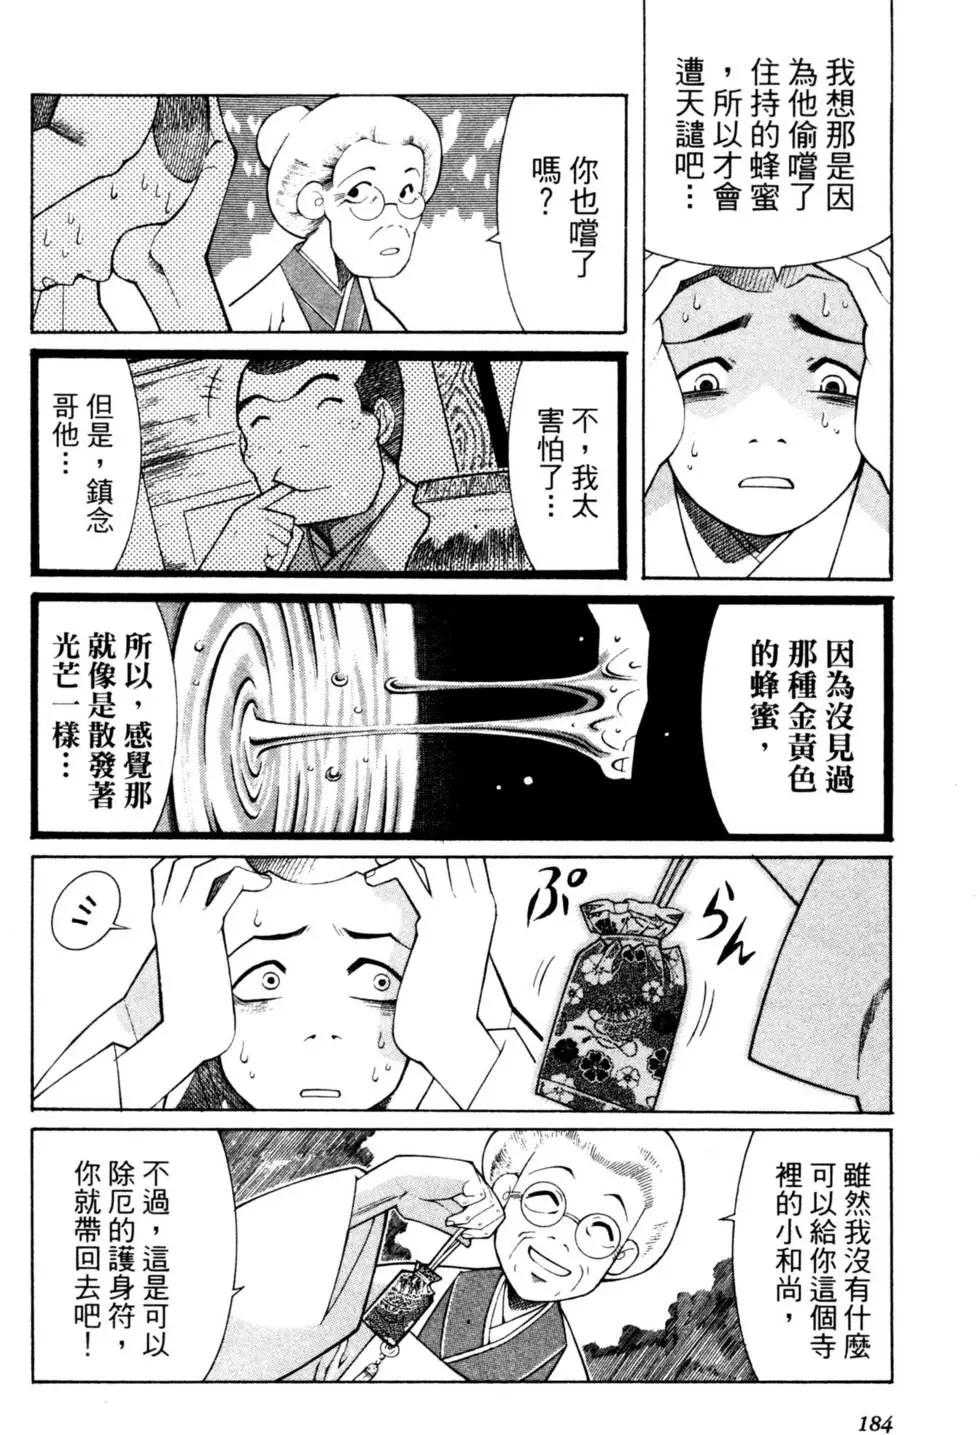 我想那是因
為他偷嚐了
住持的蜂蜜
，所以才會
遭天譴吧…
你也嚐了
嗎？
不，我太
害怕了…
但是，鎮念
哥他…
因為沒見過
那種金黃色
的蜂蜜，
所以，感覺那
就像是散發著
光芒一樣…
ぷ
らん
雖然我沒有什麼
可以給你這個寺
裡的小和尚，
不過，這是可以
除厄的護身符，
你就帶回去吧！
184